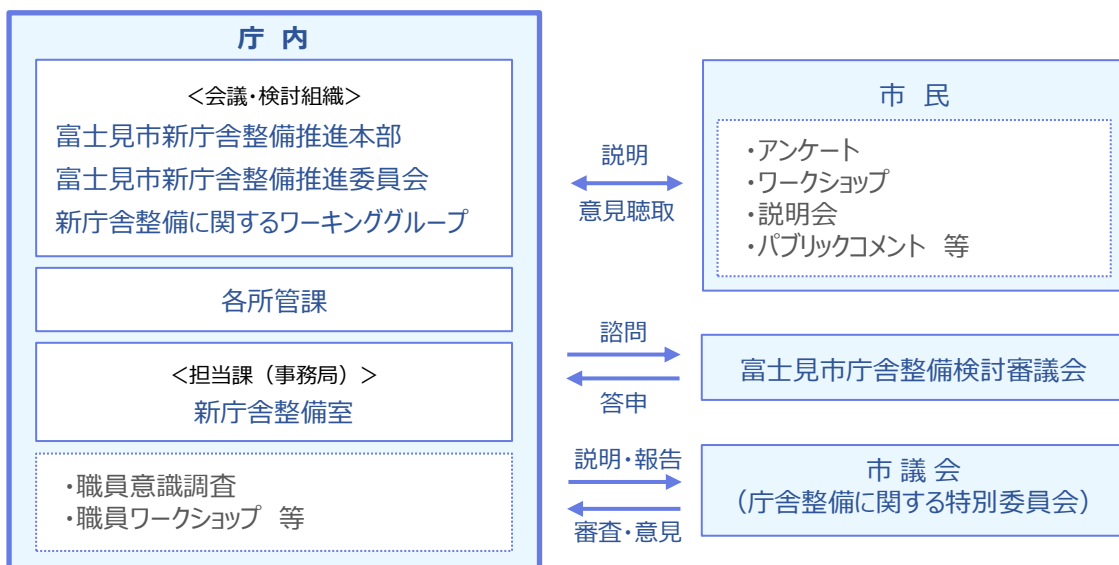 庁 内
＜会議・検討組織＞
富士見市新庁舎整備推進本部
富士見市新庁舎整備推進委員会
新庁舎整備に関するワーキンググループ
各所管課
＜担当課（事務局）＞
新庁舎整備室
・職員意識調査
・職員ワークショップ 等
説明
意見聴取
諮問
答申
説明・報告
審査・意見
市 民
・アンケート
・ワークショップ
・説明会
・パブリックコメント 等
富士見市庁舎整備検討審議会
市 議 会
（庁舎整備に関する特別委員会）